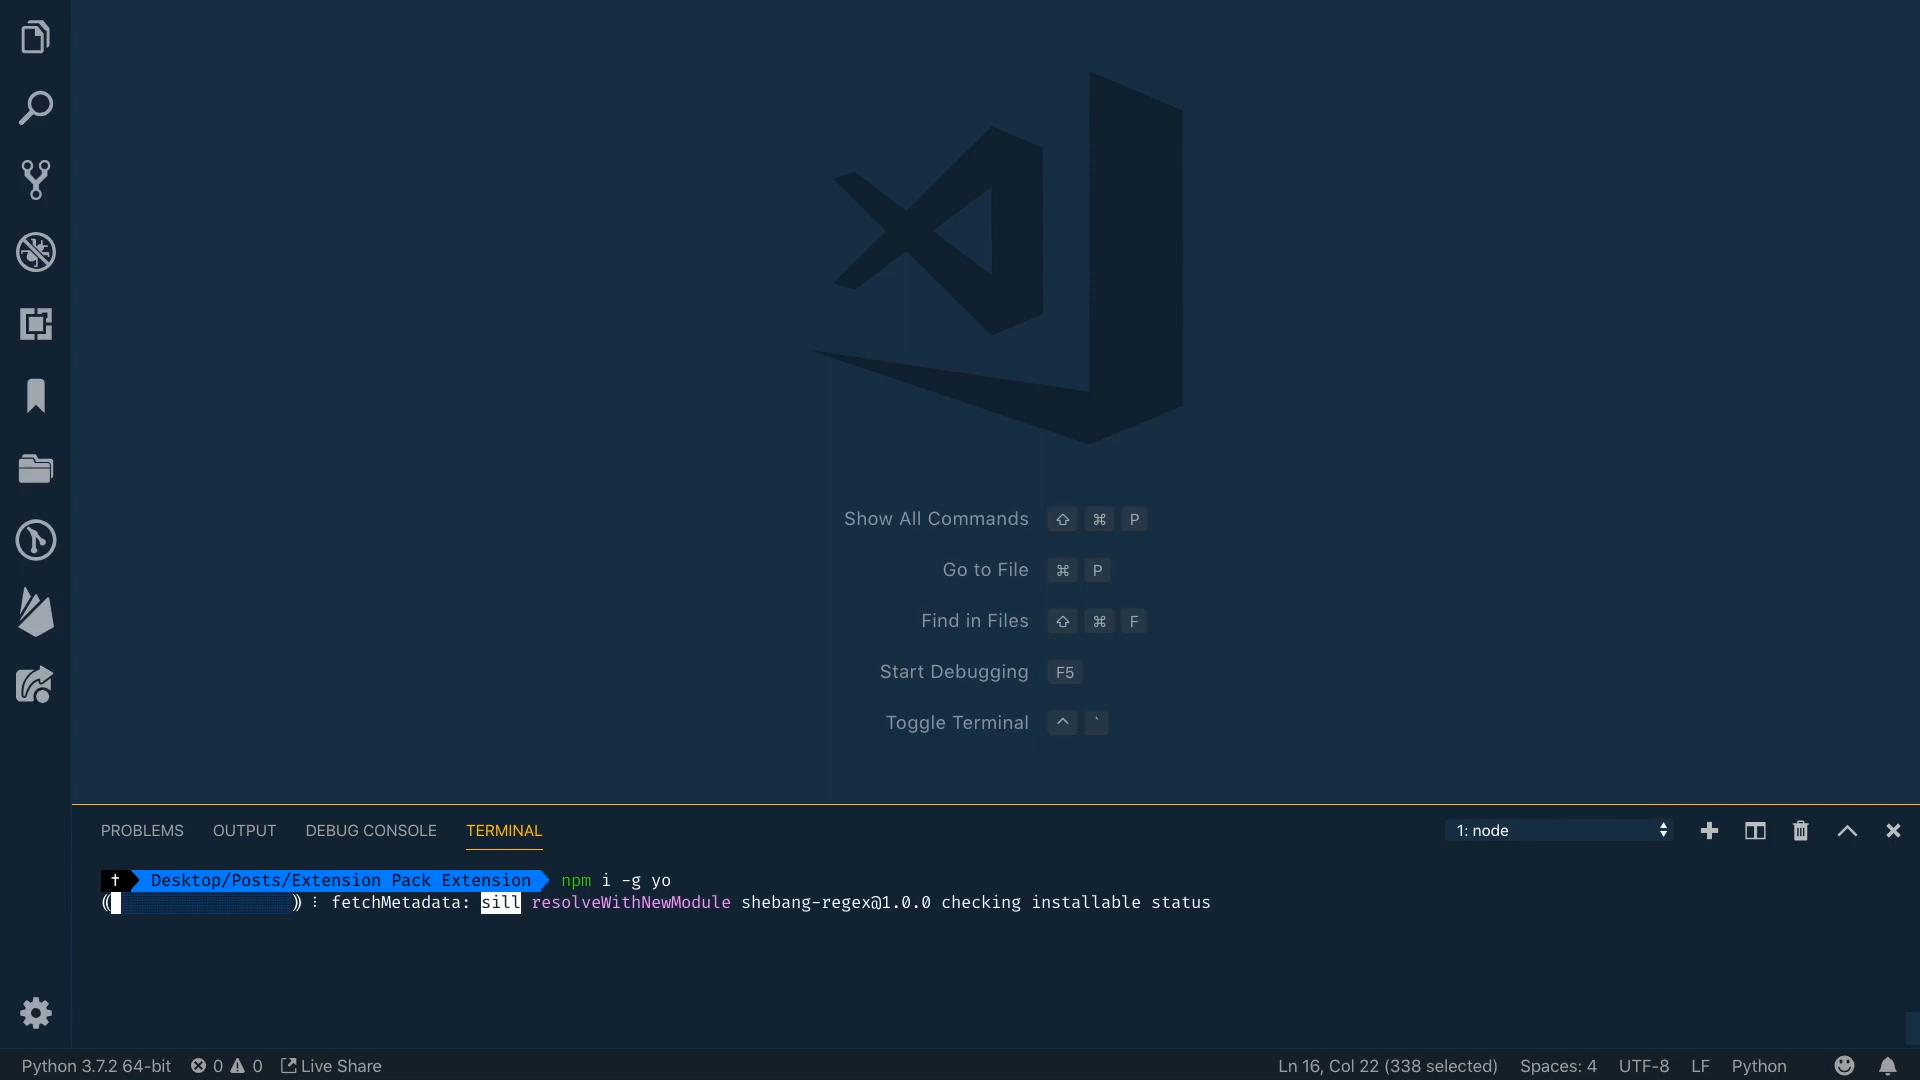 Show All Commands ⇧ ⌘ P
Go to File ⌘ P
Find in Files ⇧ ⌘ F
Start Debugging F5
Toggle Terminal ^ `
PROBLEMS OUTPUT DEBUG CONSOLE TERMINAL 1: node
† Desktop/Posts/Extension Pack Extension npm i -g yo
⸨ ⸩ ⫶ fetchMetadata: sill resolveWithNewModule shebang-regex@1.0.0 checking installable status
Python 3.7.2 64-bit 0 0 Live Share Ln 16, Col 22 (338 selected) Spaces: 4 UTF-8 LF Python